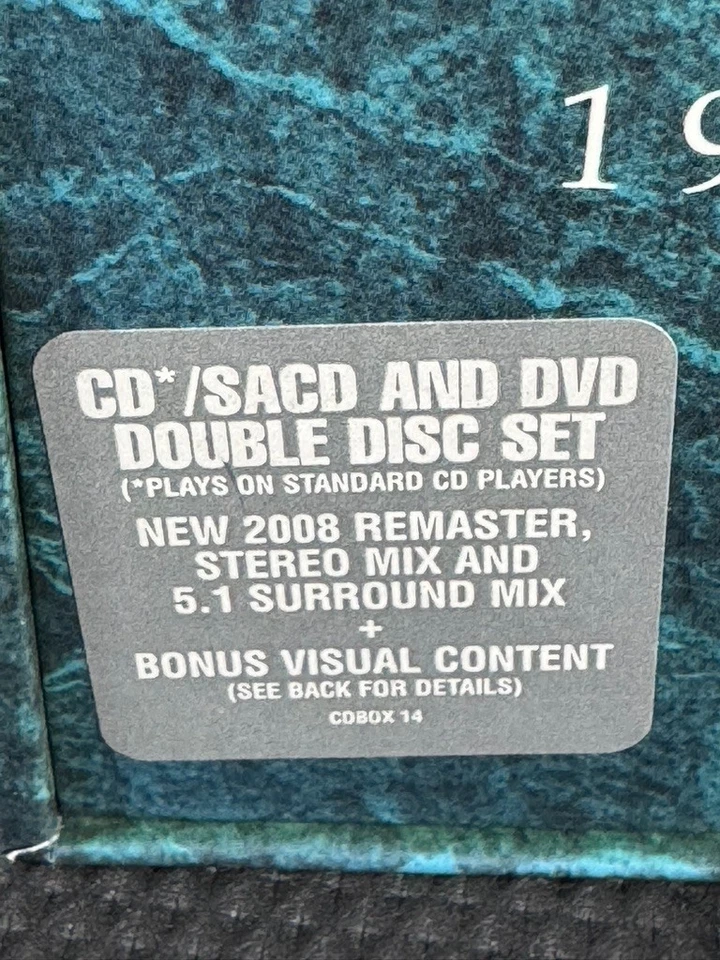 19
CD*/SACD AND DVD
DOUBLE DISC SET
(*PLAYS ON STANDARD CD PLAYERS)
NEW 2008 REMASTER,
STEREO MIX AND
5.1 SURROUND MIX
+
BONUS VISUAL CONTENT
(SEE BACK FOR DETAILS)
CDBOX 14